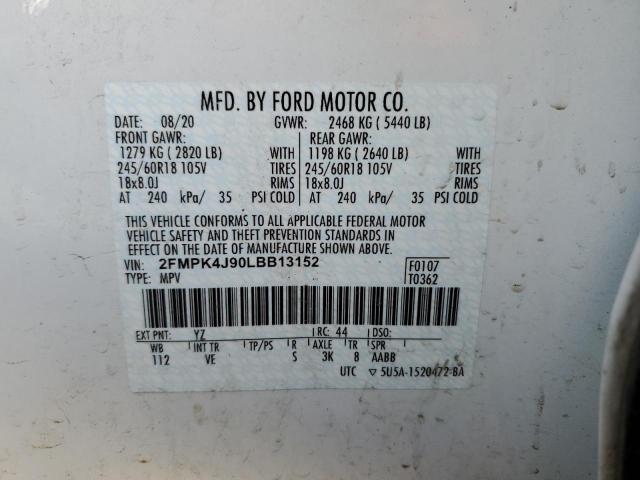 MFD. BY FORD MOTOR CO.
DATE: 08/20 GVWR: 2468 KG ( 5440 LB)
FRONT GAWR: REAR GAWR:
1279 KG ( 2820 LB) WITH 1198 KG ( 2640 LB) WITH
245/60R18 105V TIRES 245/60R18 105V TIRES
18x8.0J RIMS 18x8.0J RIMS
AT 240 kPa/ 35 PSI COLD AT 240 kPa/ 35 PSI COLD
THIS VEHICLE CONFORMS TO ALL APPLICABLE FEDERAL MOTOR
VEHICLE SAFETY AND THEFT PREVENTION STANDARDS IN
EFFECT ON THE DATE OF MANUFACTURE SHOWN ABOVE.
VIN: 2FMPK4J90LBB13152 F0107
TYPE: MPV T0362
EXT PNT: YZ RC: 44 DSO:
WB INT TR TP/PS R AXLE TR SPR
112 VE S 3K 8 AABB
UTC ▽5U5A-1520472-BA